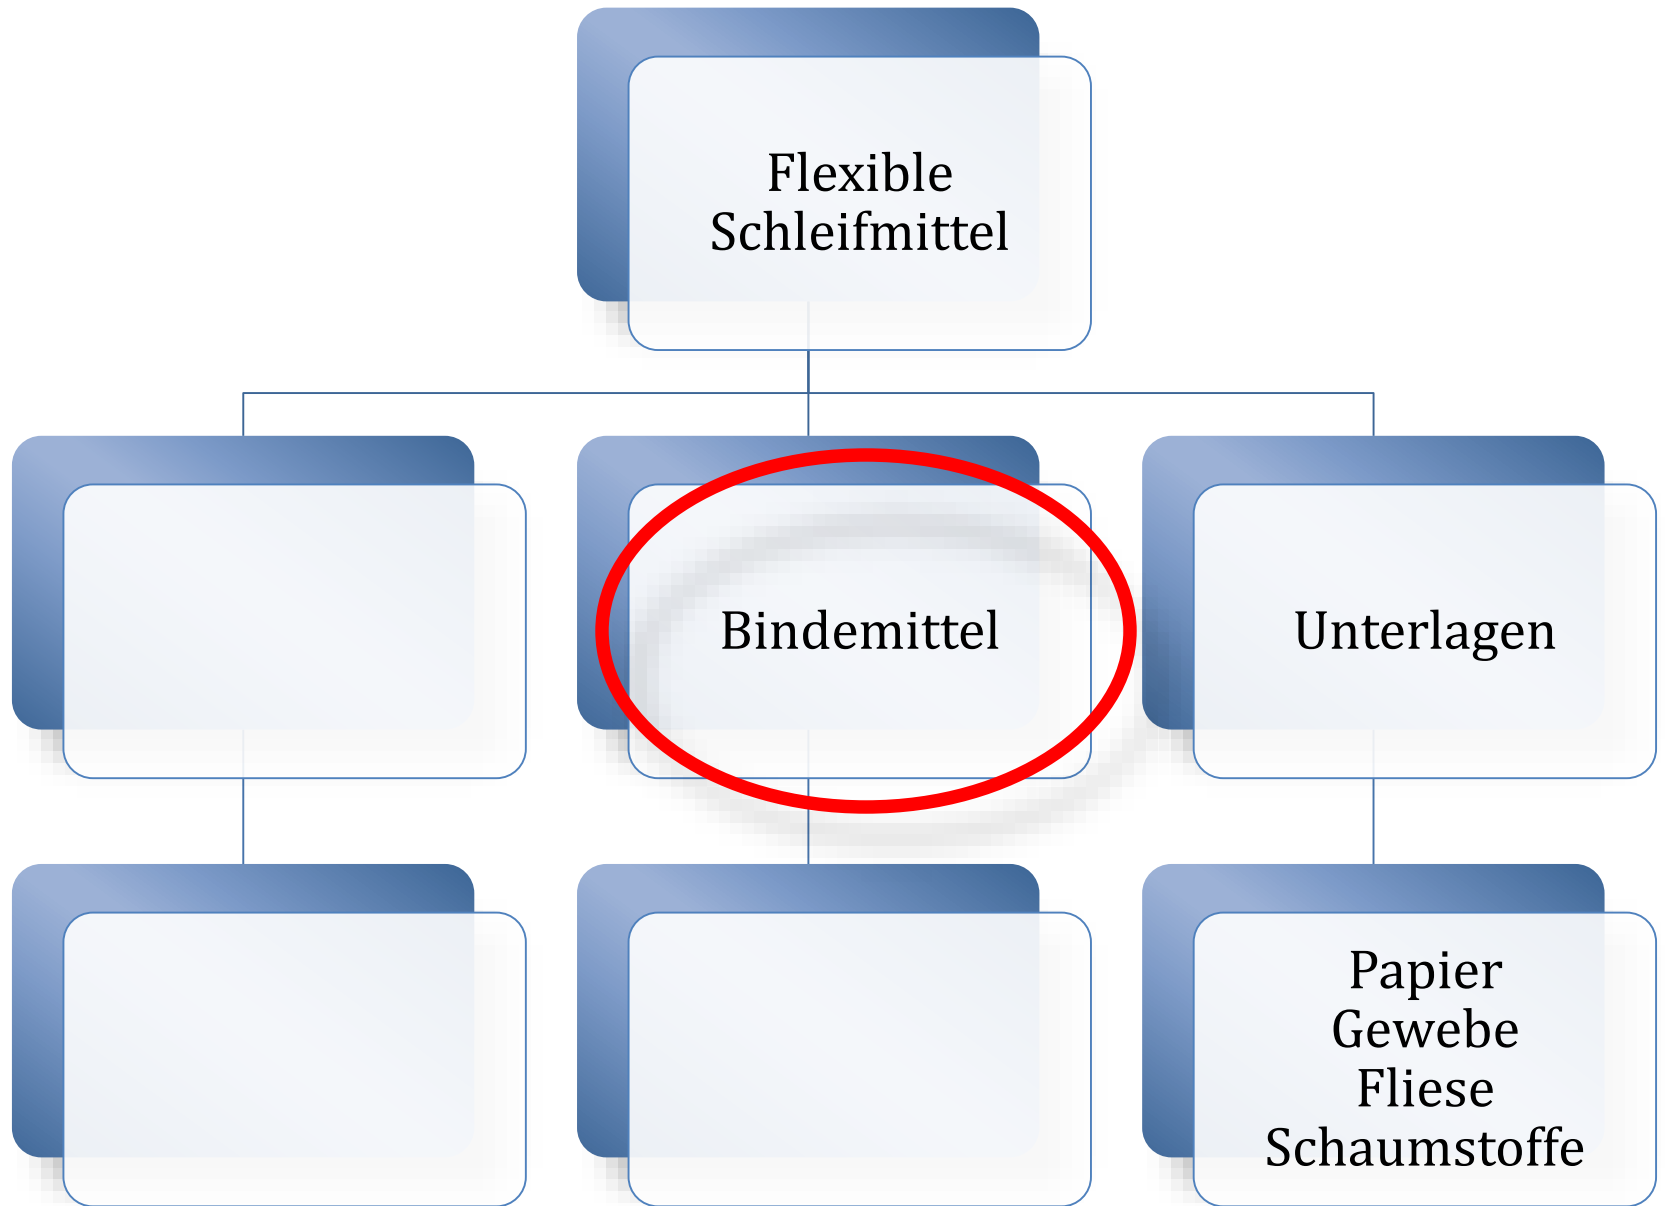 Flexible
Schleifmittel
Bindemittel
Unterlagen
Papier
Gewebe
Fliese
Schaumstoffe